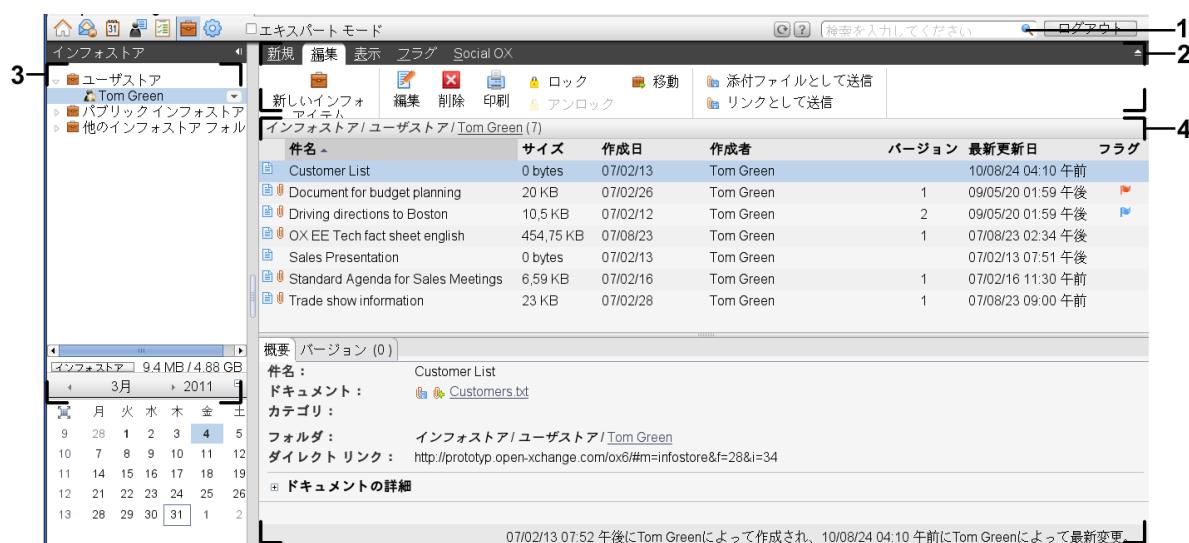 エキスパートモード 検索を入力してください ログアウト 1
インフォストア 新規 編集 表示 フラグ Social OX 2
3 ユーザストア
Tom Green
パブリック インフォストア
他のインフォストア フォル
新しいインフォ
アイテム
編集 削除 印刷
ロック
アンロック
移動
添付ファイルとして送信
リンクとして送信
インフォストア / ユーザストア / Tom Green (7) 4
件名 サイズ 作成日 作成者 バージョン 最新更新日 フラグ
Customer List 0 bytes 07/02/13 Tom Green 10/08/24 04:10 午前
Document for budget planning 20 KB 07/02/26 Tom Green 1 09/05/20 01:59 午後
Driving directions to Boston 10,5 KB 07/02/12 Tom Green 2 09/05/20 01:59 午後
OX EE Tech fact sheet english 454,75 KB 07/08/23 Tom Green 1 07/08/23 02:34 午後
Sales Presentation 0 bytes 07/02/13 Tom Green 07/02/13 07:51 午後
Standard Agenda for Sales Meetings 6,59 KB 07/02/16 Tom Green 1 07/02/16 11:30 午前
Trade show information 23 KB 07/02/28 Tom Green 1 07/08/23 09:00 午前
インフォストア 9.4 MB / 4.88 GB
3月 2011
月 火 水 木 金 土
9 28 1 2 3 4 5
10 7 8 9 10 11 12
11 14 15 16 17 18 19
12 21 22 23 24 25 26
13 28 29 30 31 1 2
概要 バージョン (0)
件名： Customer List
ドキュメント： Customers.txt
カテゴリ：
フォルダ： インフォストア / ユーザストア / Tom Green
ダイレクト リンク： http://prototyp.open-xchange.com/ox6/#m=infostore&f=28&i=34
ドキュメントの詳細
07/02/13 07:52 午後にTom Greenによって作成され、10/08/24 04:10 午前にTom Greenによって最新変更。